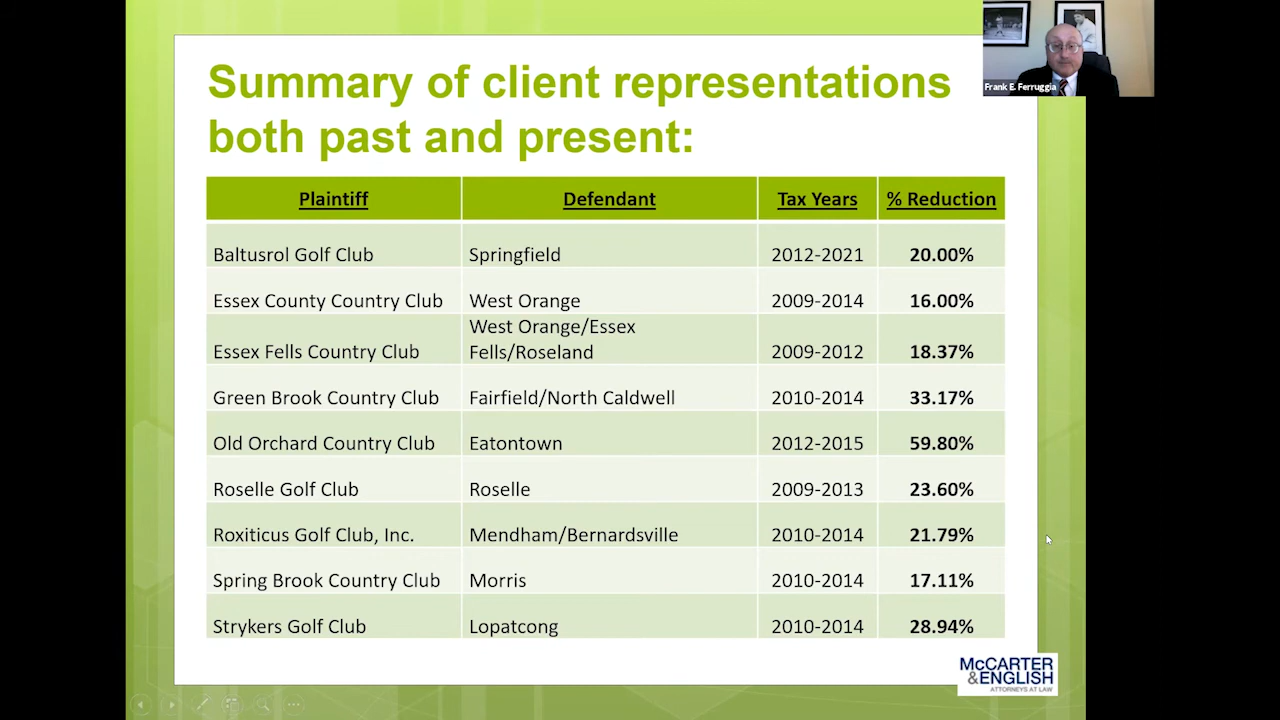 Summary of client representations
both past and present:
Frank E. Ferruggia
Plaintiff Defendant Tax Years % Reduction
Baltusrol Golf Club Springfield 2012-2021 20.00%
Essex County Country Club West Orange 2009-2014 16.00%
West Orange/Essex
Essex Fells Country Club Fells/Roseland 2009-2012 18.37%
Green Brook Country Club Fairfield/North Caldwell 2010-2014 33.17%
Old Orchard Country Club Eatontown 2012-2015 59.80%
Roselle Golf Club Roselle 2009-2013 23.60%
Roxiticus Golf Club, Inc. Mendham/Bernardsville 2010-2014 21.79%
Spring Brook Country Club Morris 2010-2014 17.11%
Strykers Golf Club Lopatcong 2010-2014 28.94%
McCARTER
&ENGLISH
ATTORNEYS AT LAW